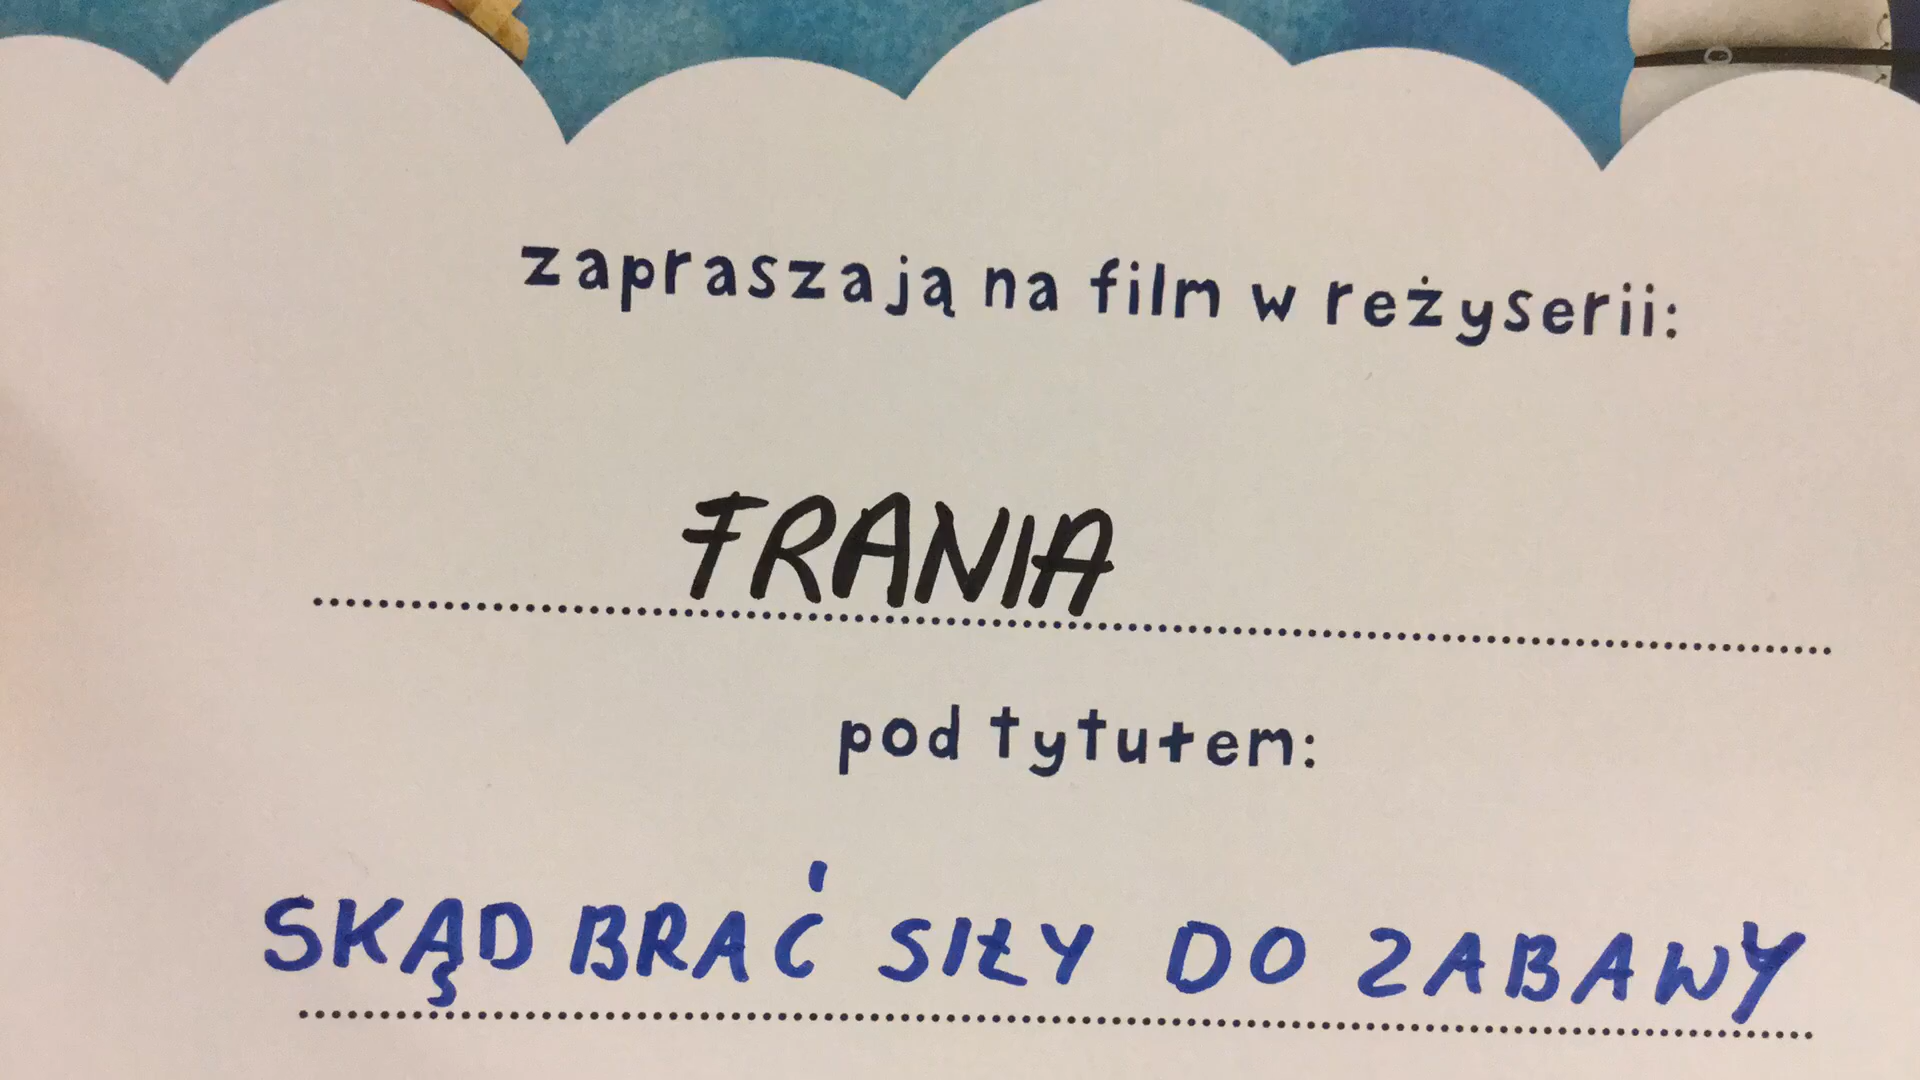 zapraszają na film w reżyserii:
FRANIA
pod tytułem:
SKĄD BRAĆ SIŁY DO ZABAWY